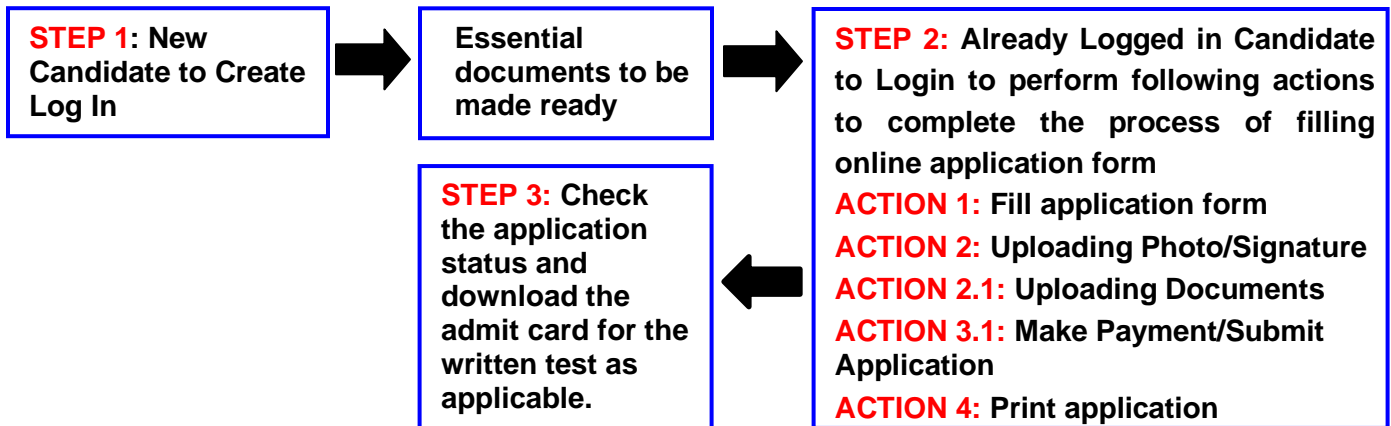 STEP 1: New
Candidate to Create
Log In
Essential
documents to be
made ready
STEP 2: Already Logged in Candidate
to Login to perform following actions
to complete the process of filling
online application form
ACTION 1: Fill application form
ACTION 2: Uploading Photo/Signature
ACTION 2.1: Uploading Documents
ACTION 3.1: Make Payment/Submit
Application
ACTION 4: Print application
STEP 3: Check
the application
status and
download the
admit card for the
written test as
applicable.